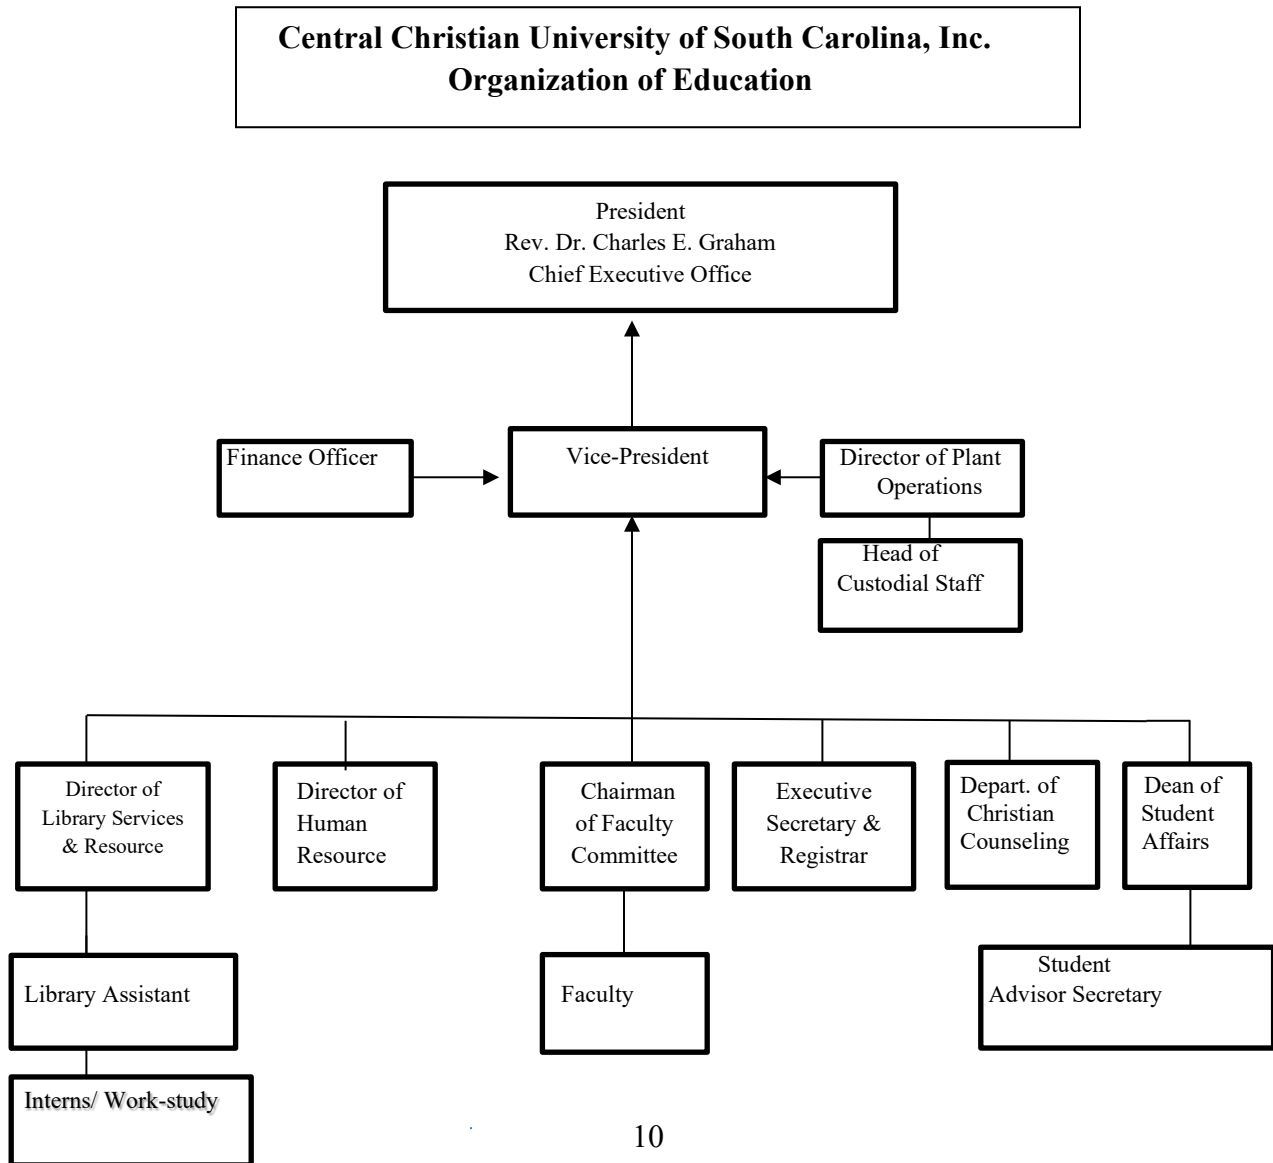 Central Christian University of South Carolina, Inc.
Organization of Education
President
Rev. Dr. Charles E. Graham
Chief Executive Office
Finance Officer
Vice-President
Director of Plant
Operations
Head of
Custodial Staff
Director of
Library Services
& Resource
Director of
Human
Resource
Chairman
of Faculty
Committee
Executive
Secretary &
Registrar
Depart. of
Christian
Counseling
Dean of
Student
Affairs
Library Assistant
Faculty
Student
Advisor Secretary
Interns/ Work-study
10